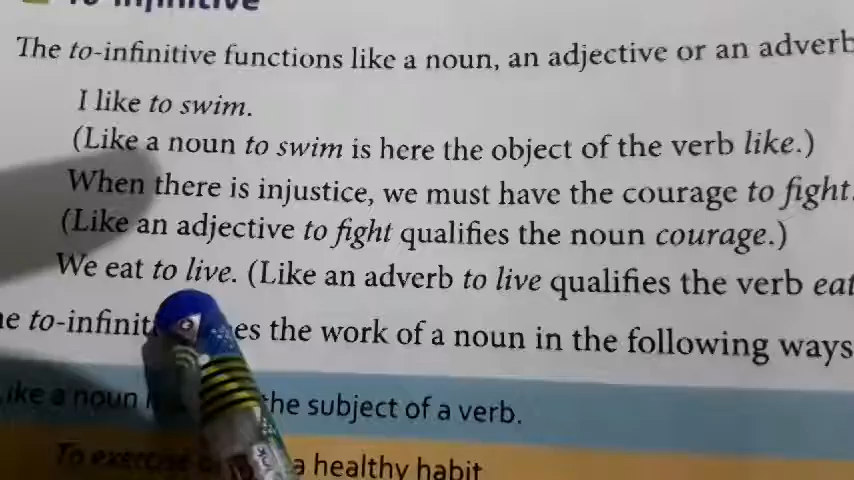 To-infinitive
The to-infinitive functions like a noun, an adjective or an adverb
I like to swim.
(Like a noun to swim is here the object of the verb like.)
When there is injustice, we must have the courage to fight.
(Like an adjective to fight qualifies the noun courage.)
We eat to live. (Like an adverb to live qualifies the verb eat
es the work of a noun in the following ways
Like a noun the subject of a verb.
To exercise a healthy habit